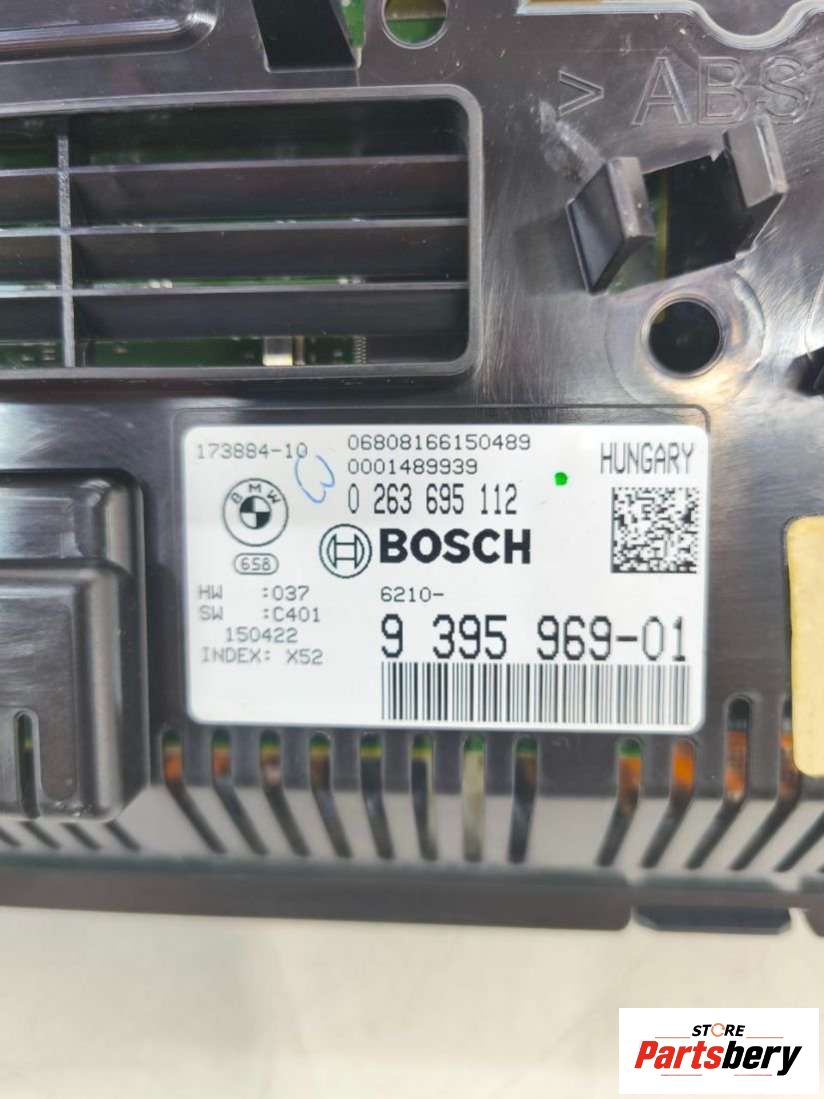 > ABS
173884-10
06808166150489
0001489939
HUNGARY
BMW
0 263 695 112
BOSCH
658
HW :037
SW :C401
150422
INDEX: X52
6210-
9 395 969-01
STORE
Partsbery